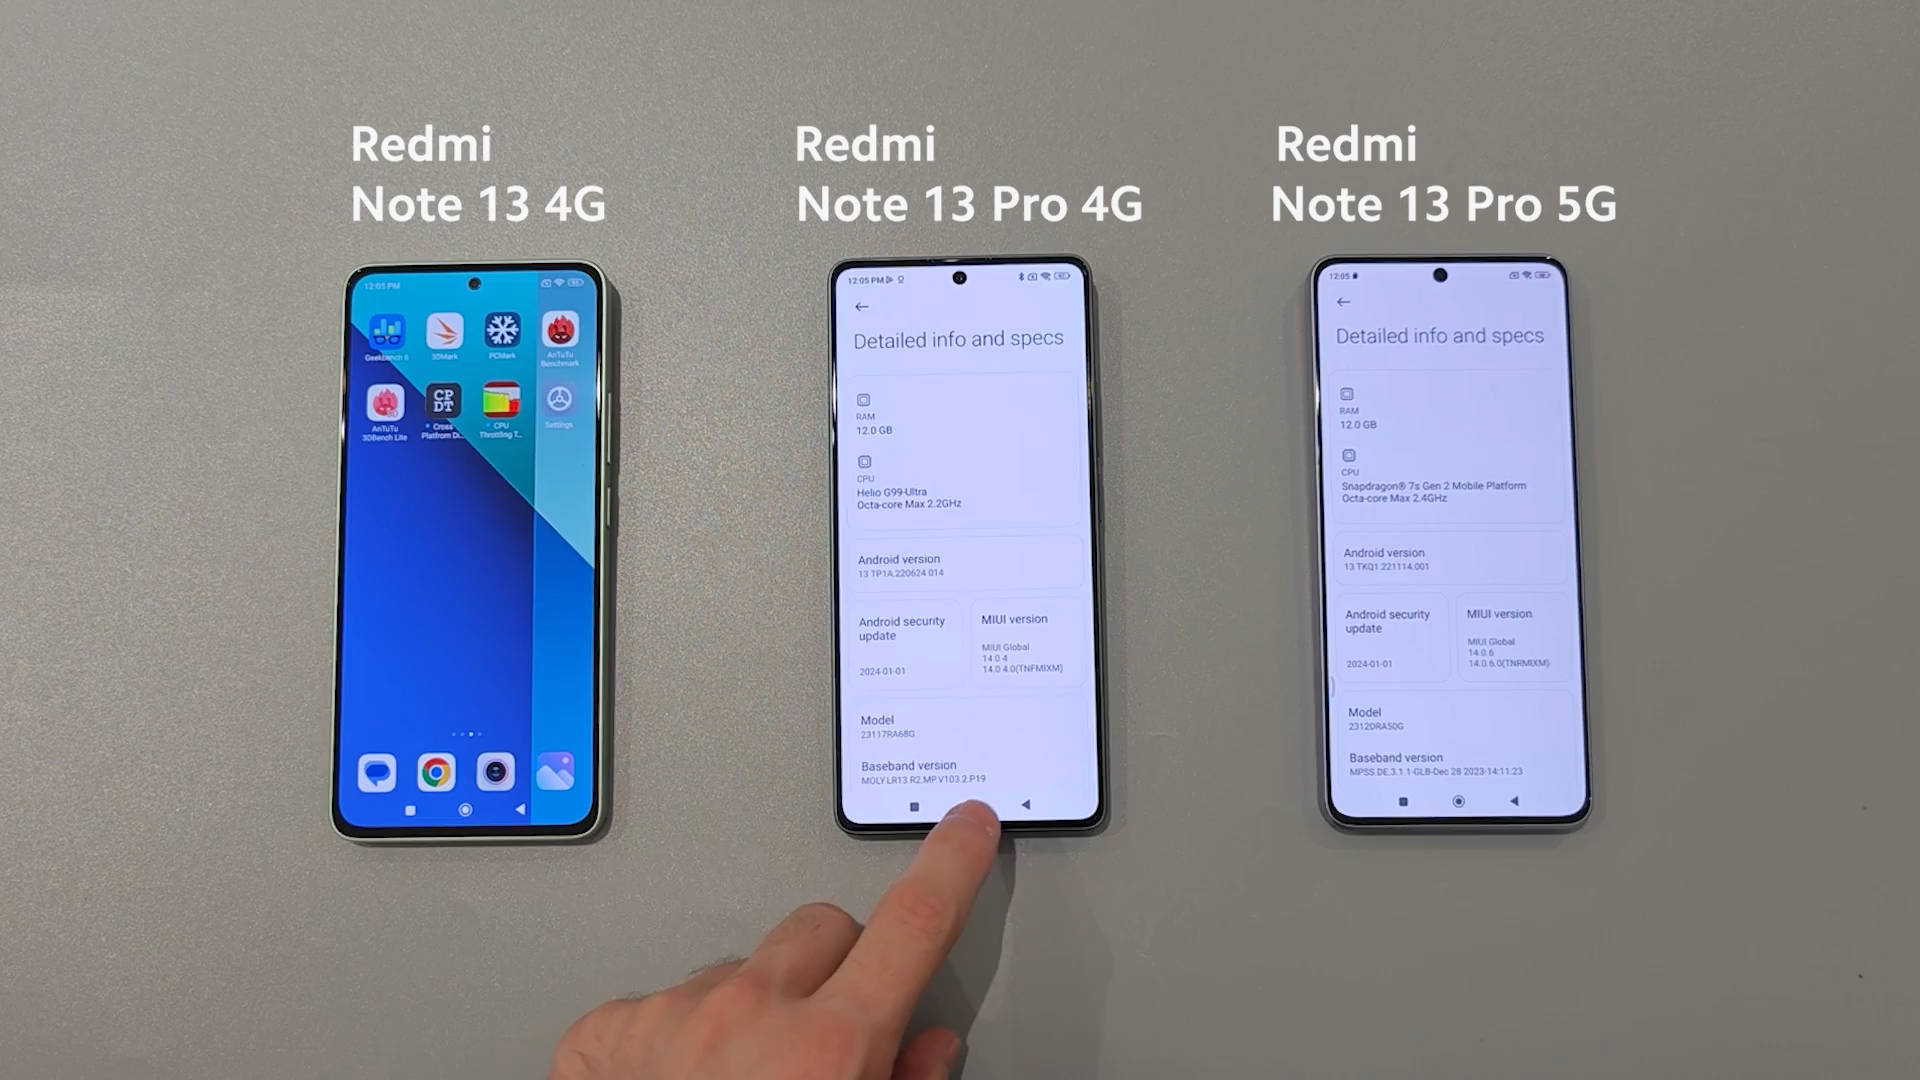 Redmi
Note 13 4G
Redmi
Note 13 Pro 4G
Redmi
Note 13 Pro 5G
12:05 PM
Geekbench 6
3DMark
PCMark
AnTuTu
Benchmark
AnTuTu
3DBench Lite
CP
DT
Cross
Platfrom Di...
CPU
Throttling T...
Settings
12:05 PM
Detailed info and specs
RAM
12.0 GB
CPU
Helio G99-Ultra
Octa-core Max 2.2GHz
Android version
13 TP1A.220624.014
Android security
update
2024-01-01
MIUI version
MIUI Global
14.0.4
14.0.4.0(TNFMIXM)
Model
23117RA68G
Baseband version
MOLY.LR13.R2.MP.V103.2.P19
12:05
Detailed info and specs
RAM
12.0 GB
CPU
Snapdragon® 7s Gen 2 Mobile Platform
Octa-core Max 2.4GHz
Android version
13 TKQ1.221114.001
Android security
update
2024-01-01
MIUI version
MIUI Global
14.0.6
14.0.6.0(TNRMIXM)
Model
2312DRA50G
Baseband version
MPSS.DE.3.1.1-GLB-Dec 28 2023-14:11:23